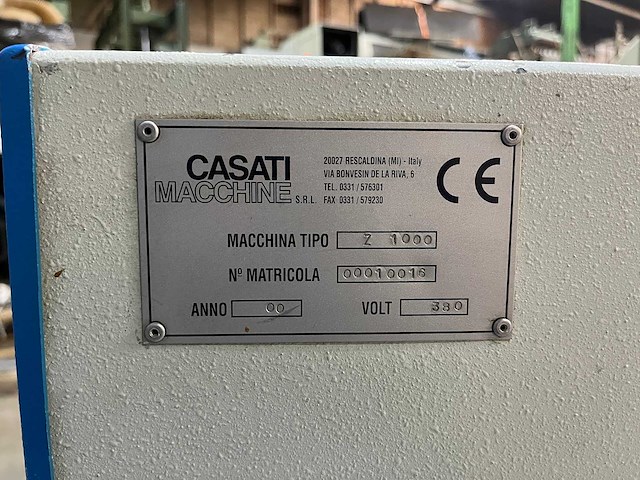 CASATI
MACCHINE S.R.L.
20027 RESCALDINA (MI) - Italy
VIA BONVESIN DE LA RIVA, 6
TEL. 0331 / 576301
FAX 0331 / 579230
CE
MACCHINA TIPO Z 1000
Nº MATRICOLA 00010016
ANNO 00 VOLT 380